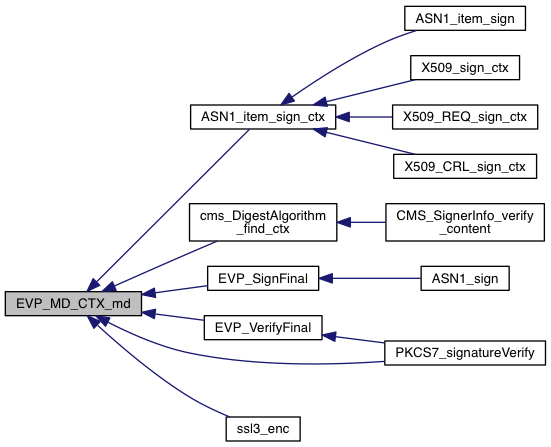 ASN1_item_sign
X509_sign_ctx
ASN1_item_sign_ctx
X509_REQ_sign_ctx
X509_CRL_sign_ctx
cms_DigestAlgorithm
_find_ctx
CMS_SignerInfo_verify
_content
EVP_SignFinal
ASN1_sign
EVP_MD_CTX_md
EVP_VerifyFinal
PKCS7_signatureVerify
ssl3_enc